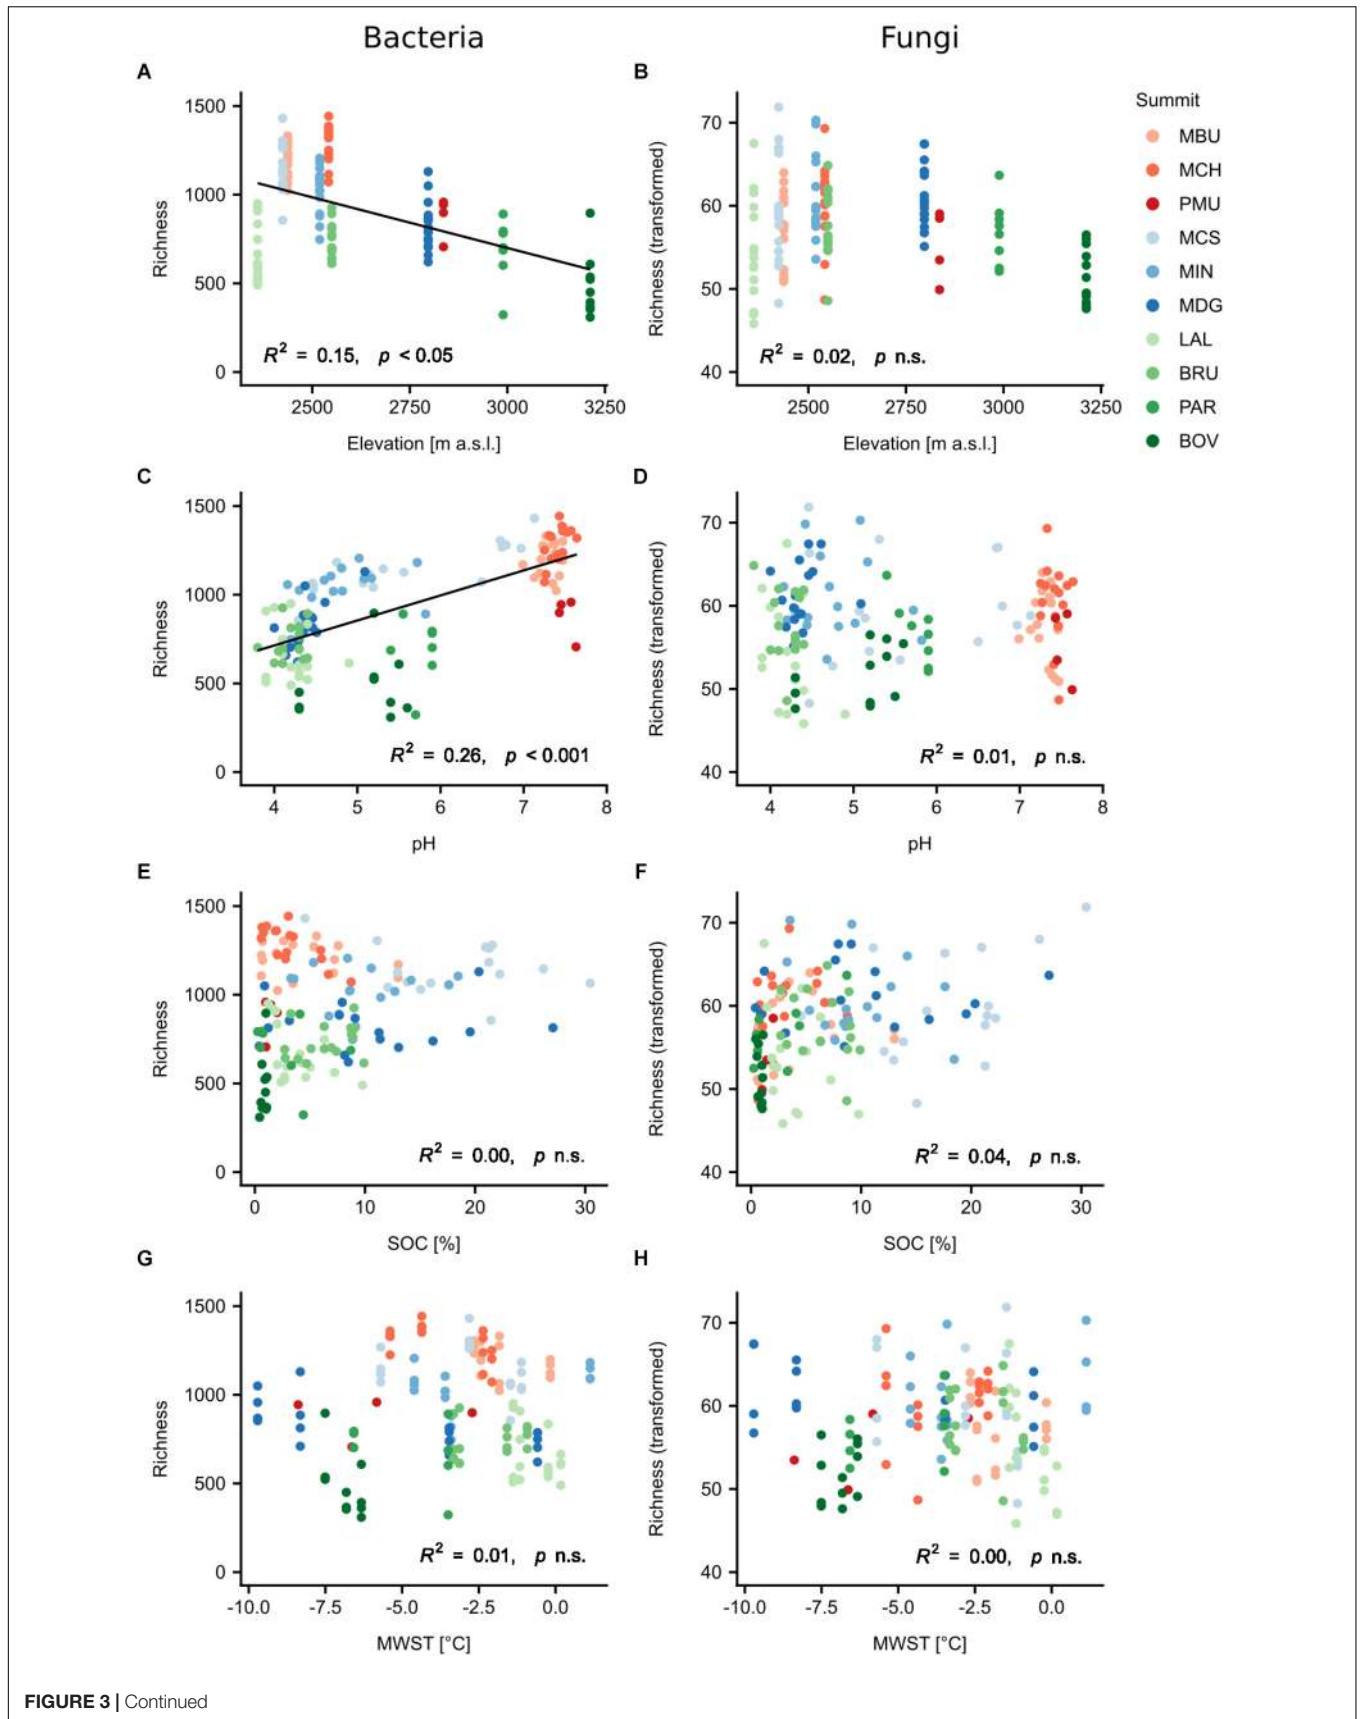 Bacteria
Fungi
A
1500
1000
500
0
Richness
R² = 0.15, p < 0.05
2500 2750 3000 3250
Elevation [m a.s.l.]
B
70
60
50
40
Richness (transformed)
R² = 0.02, p n.s.
2500 2750 3000 3250
Elevation [m a.s.l.]
Summit
MBU
MCH
PMU
MCS
MIN
MDG
LAL
BRU
PAR
BOV
C
1500
1000
500
0
Richness
R² = 0.26, p < 0.001
4 5 6 7 8
pH
D
70
60
50
40
Richness (transformed)
R² = 0.01, p n.s.
4 5 6 7 8
pH
E
1500
1000
500
0
Richness
R² = 0.00, p n.s.
0 10 20 30
SOC [%]
F
70
60
50
40
Richness (transformed)
R² = 0.04, p n.s.
0 10 20 30
SOC [%]
G
1500
1000
500
0
Richness
R² = 0.01, p n.s.
-10.0 -7.5 -5.0 -2.5 0.0
MWST [°C]
H
70
60
50
40
Richness (transformed)
R² = 0.00, p n.s.
-10.0 -7.5 -5.0 -2.5 0.0
MWST [°C]
FIGURE 3 | Continued